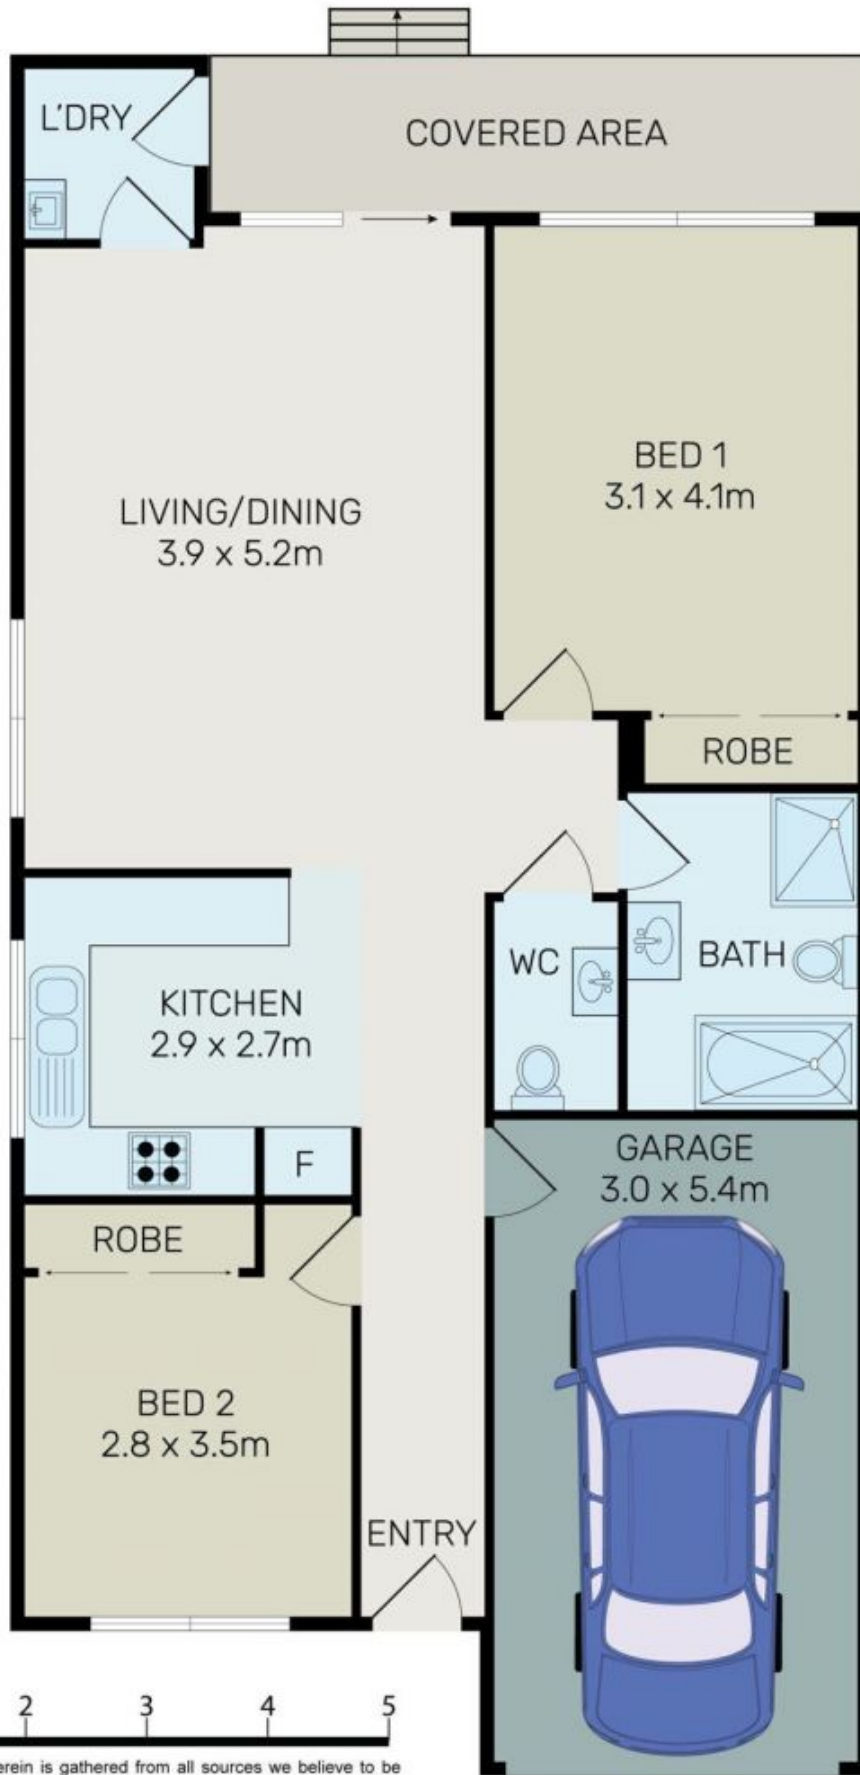 L'DRY
COVERED AREA
BED 1
3.1 x 4.1m
LIVING/DINING
3.9 x 5.2m
ROBE
WC
BATH
KITCHEN
2.9 x 2.7m
F
GARAGE
3.0 x 5.4m
ROBE
BED 2
2.8 x 3.5m
ENTRY
2 3 4 5
erein is gathered from all sources we believe to be